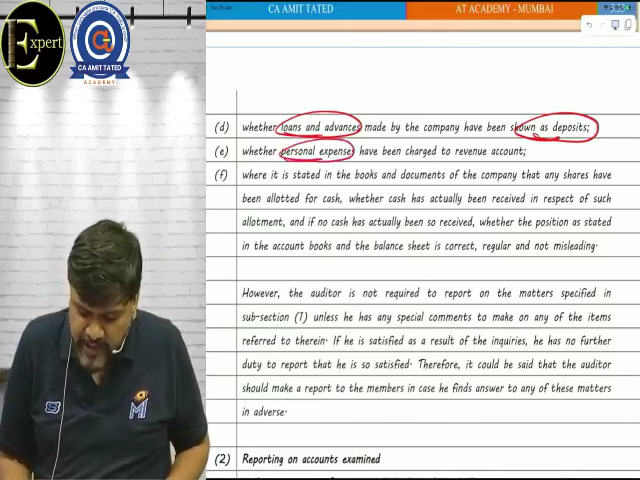 Expert
CA AMIT TATED
ACADEMY
CA AMIT TATED
AT ACADEMY - MUMBAI
(d) whether loans and advances made by the company have been shown as deposits;
(e) whether personal expenses have been charged to revenue account;
(f) where it is stated in the books and documents of the company that any shares have
been allotted for cash, whether cash has actually been received in respect of such
allotment, and if no cash has actually been so received, whether the position as stated
in the account books and the balance sheet is correct, regular and not misleading.
However, the auditor is not required to report on the matters specified in
sub-section (1) unless he has any special comments to make on any of the items
referred to therein. If he is satisfied as a result of the inquiries, he has no further
duty to report that he is so satisfied. Therefore, it could be said that the auditor
should make a report to the members in case he finds answer to any of these matters
in adverse.
(2) Reporting on accounts examined
MI